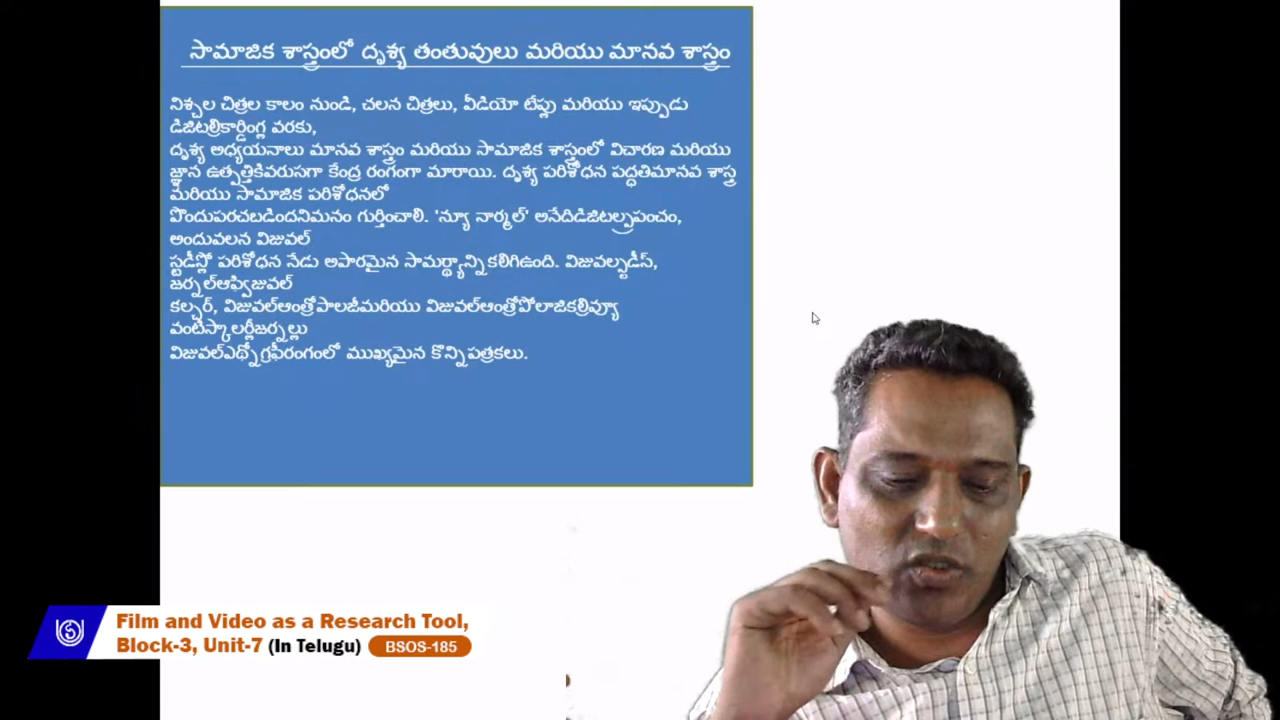 సామాజిక శాస్త్రంలో దృశ్య తంతువులు మరియు మానవ శాస్త్రం
నిశ్చల చిత్రల కాలం నుండి, చలన చిత్రలు, వీడియో టేప్లు మరియు ఇప్పుడు
డిజిటల్రికార్డింగ్ల వరకు,
దృశ్య అధ్యయనాలు మానవ శాస్త్రం మరియు సామాజిక శాస్త్రంలో విచారణ మరియు
జ్ఞాన ఉత్పత్తికివరుసగా కేంద్ర రంగంగా మారాయి. దృశ్య పరిశోధన పద్ధతిమానవ శాస్త్ర
మరియు సామాజిక పరిశోధనలో
పొందుపరచబడిందనిమనం గుర్తించాలి. 'న్యూ నార్మల్' అనేదిడిజిటల్ప్రపంచం,
అందువలన విజువల్
స్టడీస్లో పరిశోధన నేడు అపారమైన సామర్థ్యాన్నికలిగిఉంది. విజువల్స్టడీస్,
జర్నల్ఆఫ్విజువల్
కల్చర్, విజువల్ఆంత్రోపాలజీమరియు విజువల్ఆంత్రోపోలాజికల్రివ్యూ
వంటిస్కాలర్లీజర్నల్లు
విజువల్ఎథ్నోగ్రఫీరంగంలో ముఖ్యమైన కొన్నిపత్రికలు.
Film and Video as a Research Tool,
Block-3, Unit-7 (In Telugu) BSOS-185